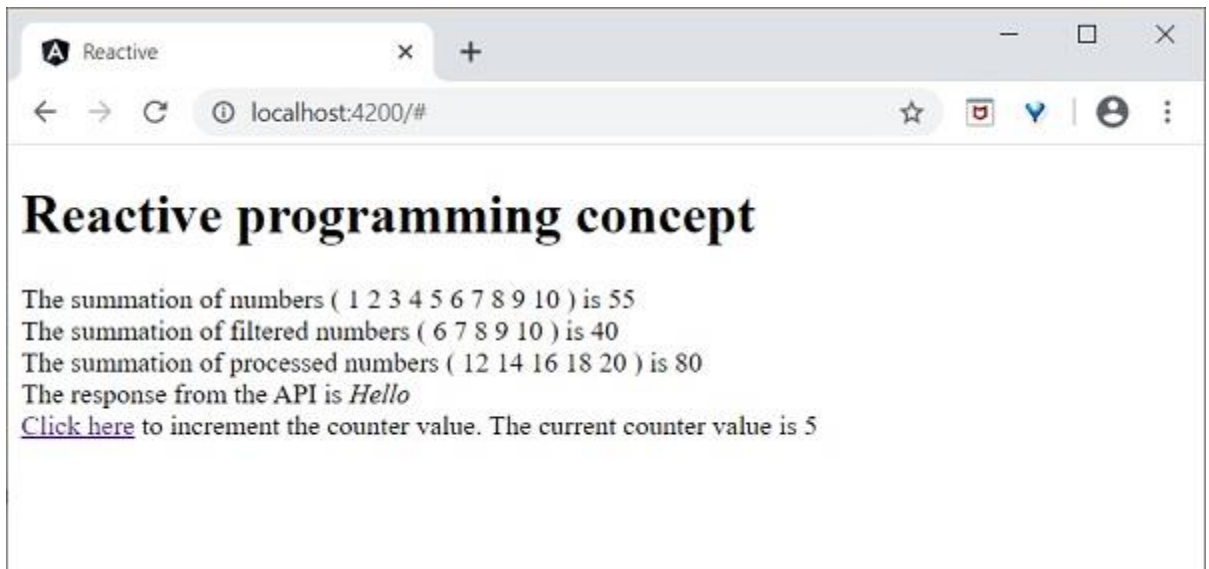 Reactive
localhost:4200/#
Reactive programming concept
The summation of numbers ( 1 2 3 4 5 6 7 8 9 10 ) is 55
The summation of filtered numbers ( 6 7 8 9 10 ) is 40
The summation of processed numbers ( 12 14 16 18 20 ) is 80
The response from the API is Hello
Click here to increment the counter value. The current counter value is 5